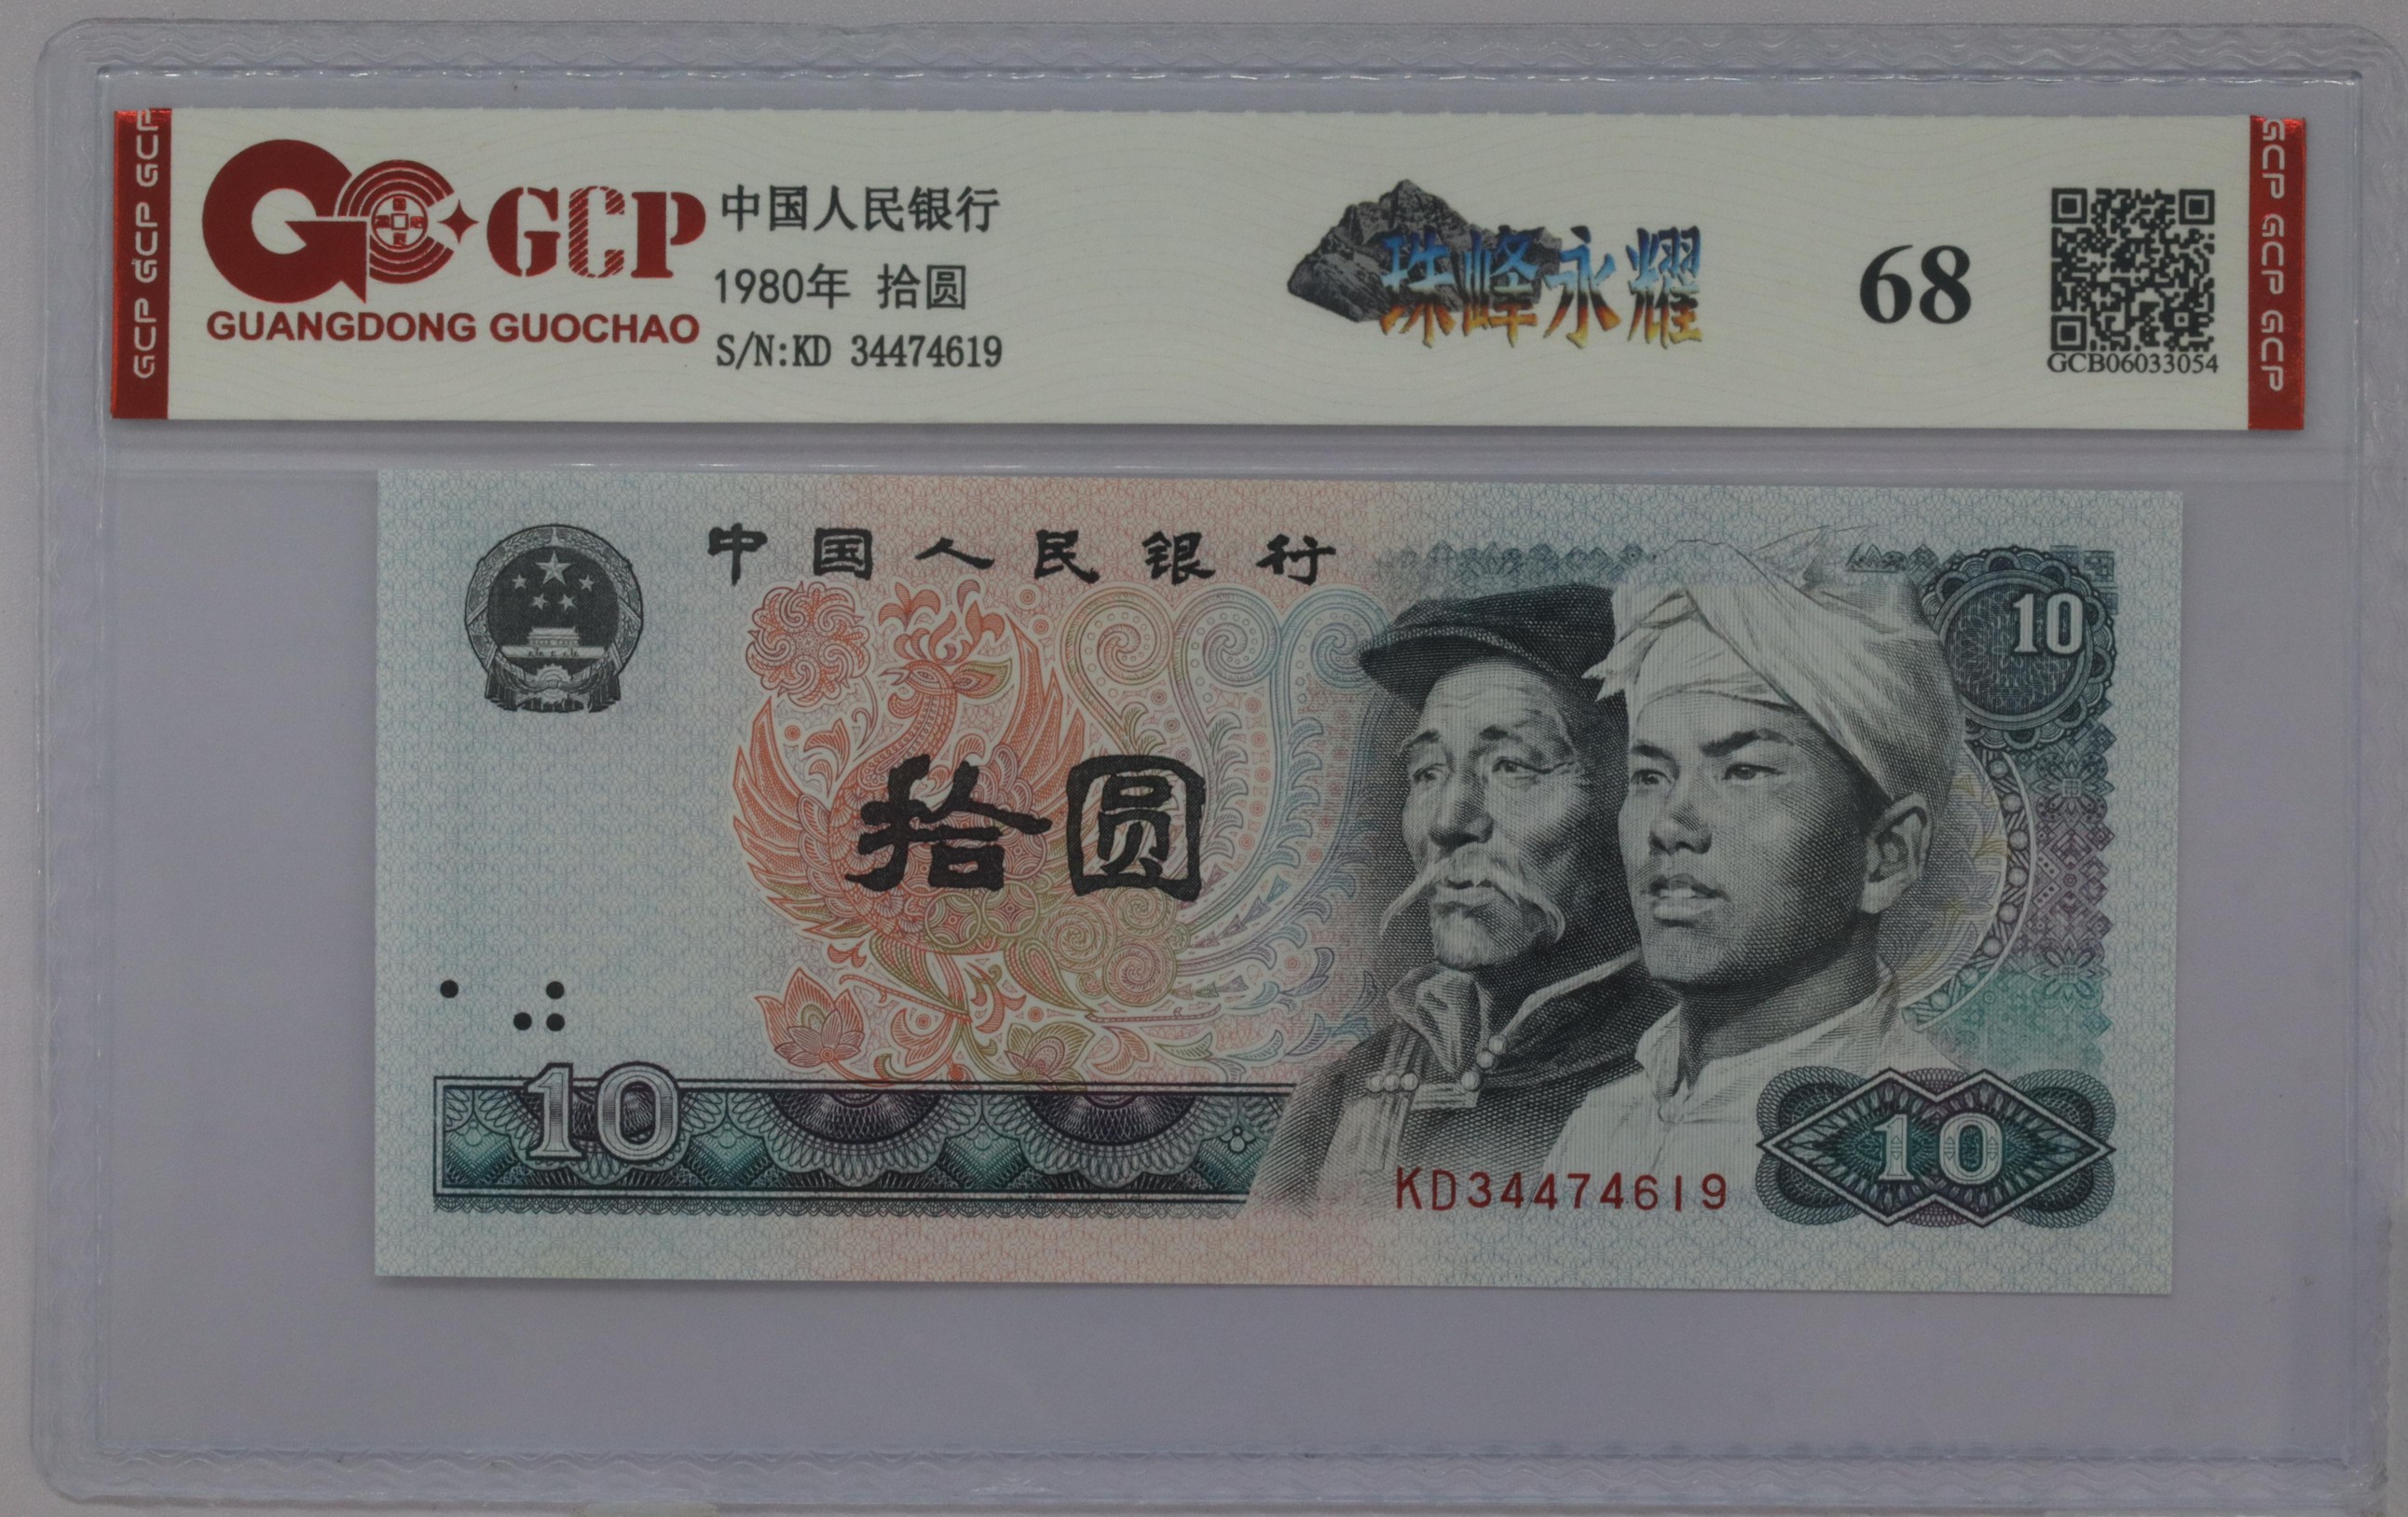 GCP GCP GCP
GCP
GUANGDONG GUOCHAO
中国人民银行
1980年 拾圆
S/N:KD 34474619
珠峰永耀
68
GCB06033054
GCP GCP GCP
中国人民银行
10
拾圆
10
KD34474619
10